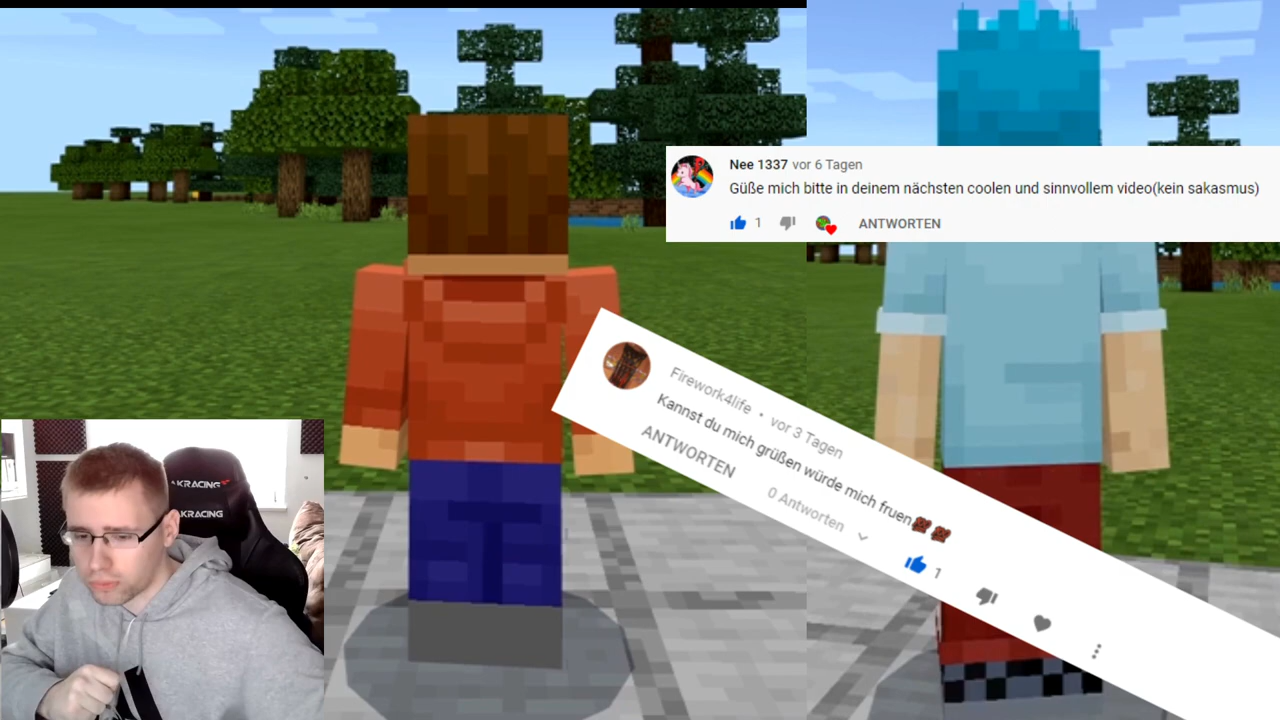 Nee 1337 vor 6 Tagen
Güße mich bitte in deinem nächsten coolen und sinnvollem video(kein sakasmus)
1
ANTWORTEN
Firework4life • vor 3 Tagen
Kannst du mich grüßen würde mich fruen
ANTWORTEN
0 Antworten
1
AKRACING
AKRACING